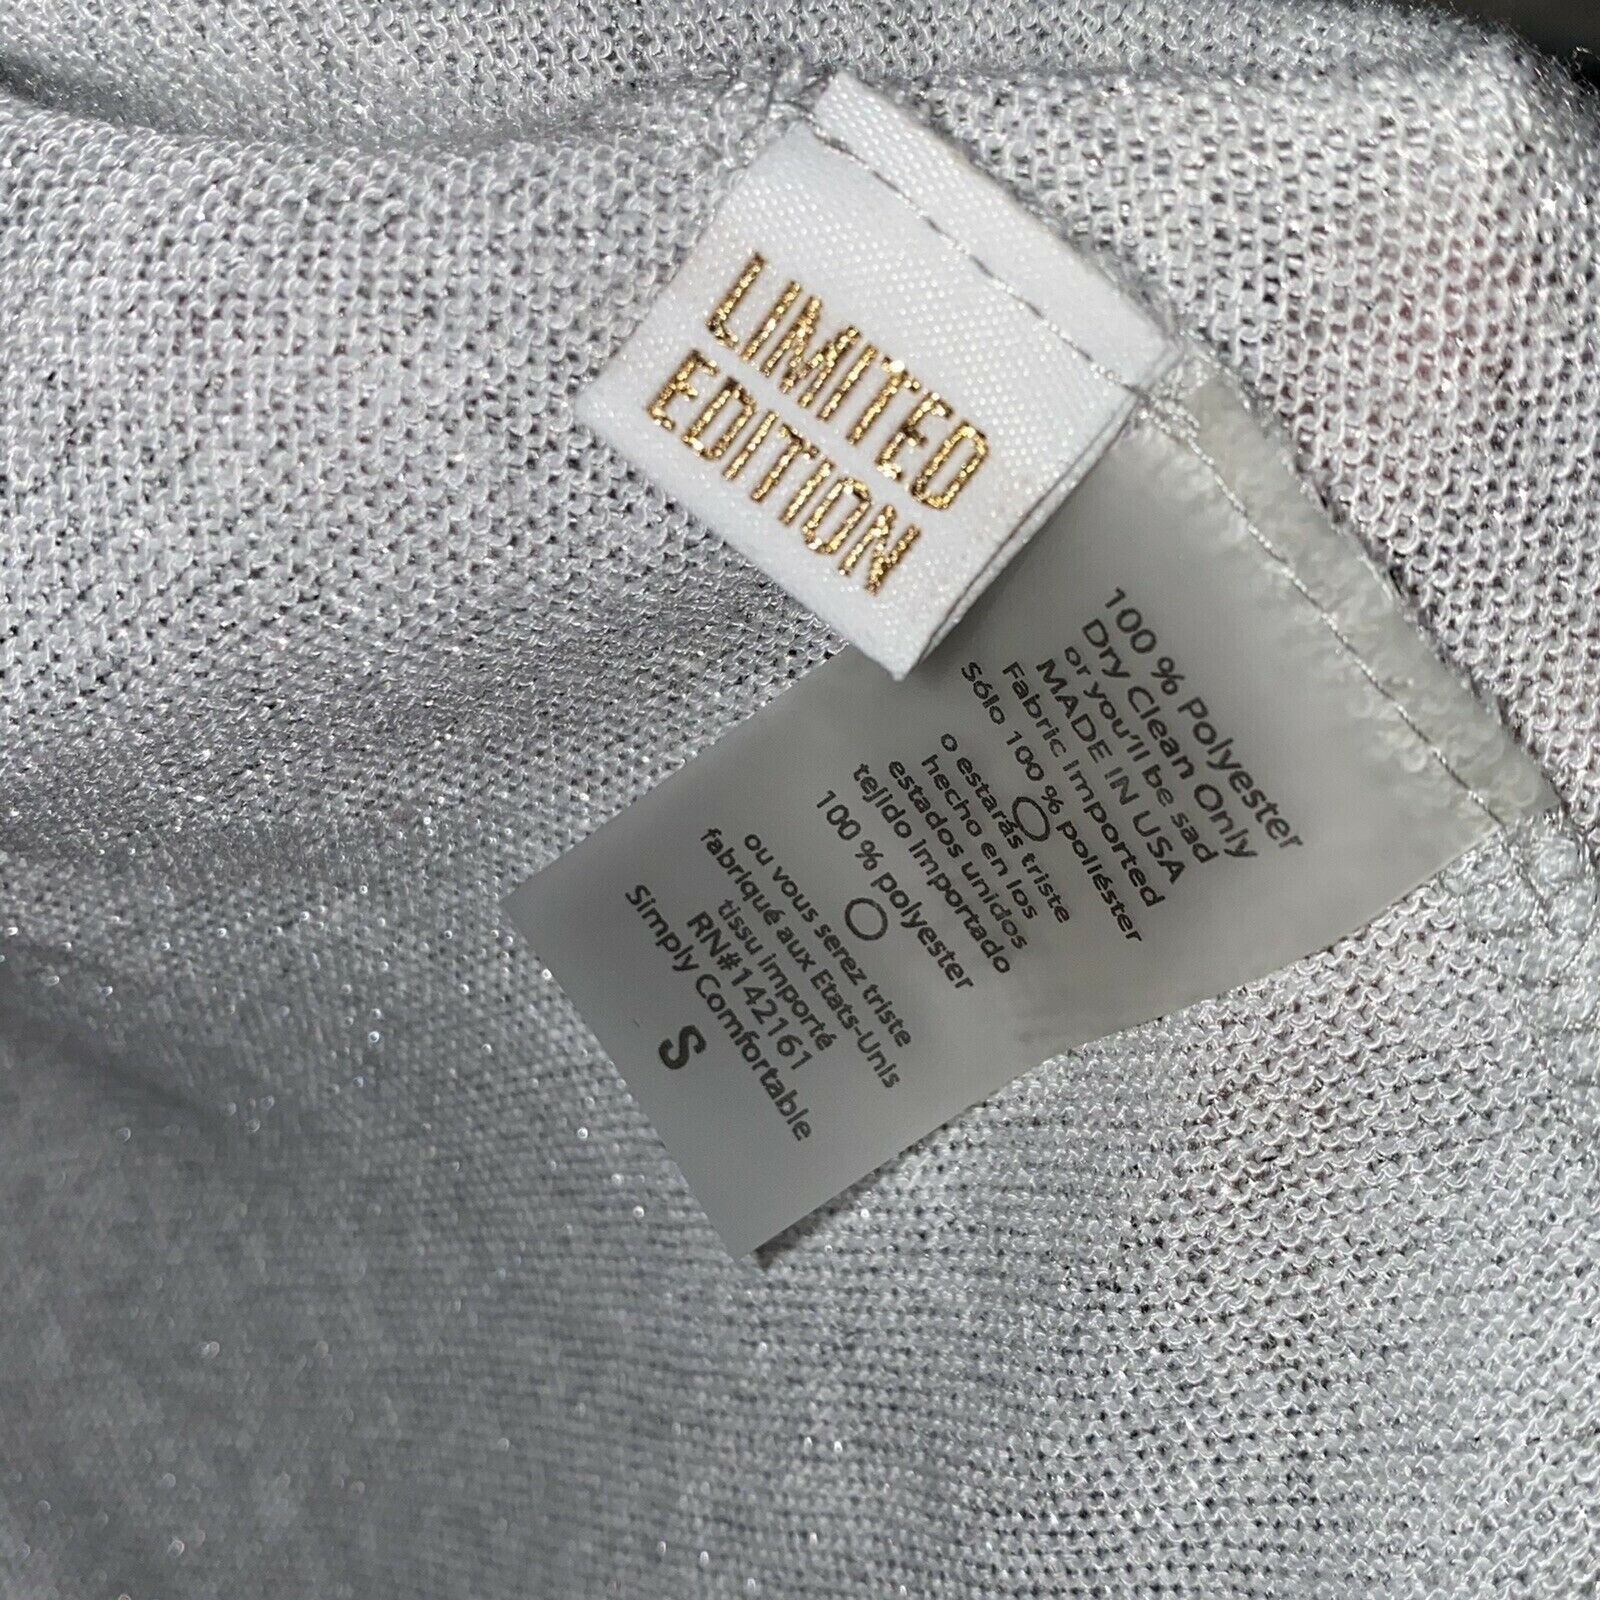 LIMITED
EDITION
100 % Polyester
Dry Clean Only
or you'll be sad
MADE IN USA
Fabric imported
Sólo 100 % poliéster
o estarás triste
hecho en los
estados unidos
tejido importado
100 % polyester
ou vous serez triste
fabriqué aux Etats-Unis
tissu importé
RN#142161
Simply Comfortable
S